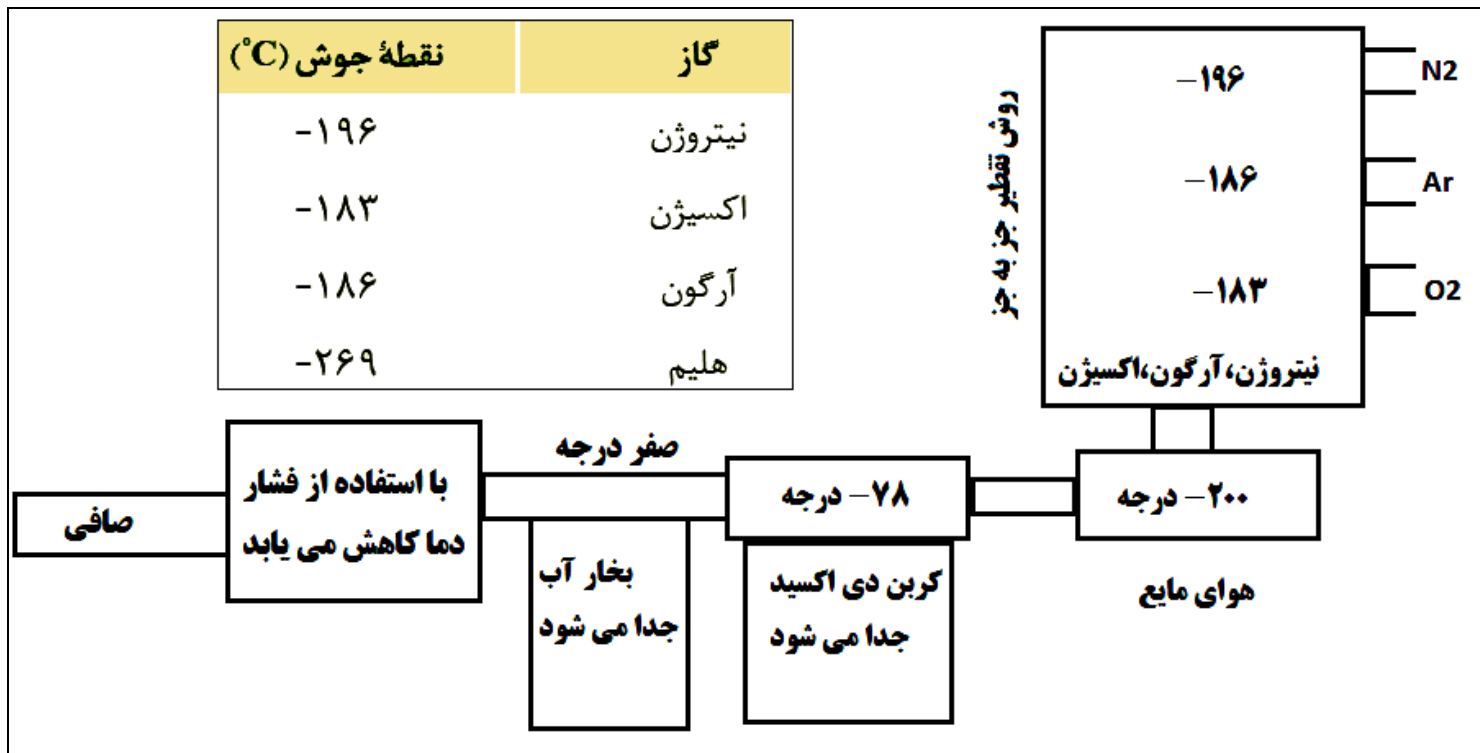 گاز نقطهٔ جوش (°C)
نیتروژن -۱۹۶
اکسیژن -۱۸۳
آرگون -۱۸۶
هلیم -۲۶۹
روش تقطیر جز به جز
-۱۹۶
N2
-۱۸۶
Ar
-۱۸۳
O2
نیتروژن،آرگون،اکسیژن
صافی
با استفاده از فشار
دما کاهش می یابد
صفر درجه
بخار آب
جدا می شود
-۷۸ درجه
کربن دی اکسید
جدا می شود
-۲۰۰ درجه
هوای مایع